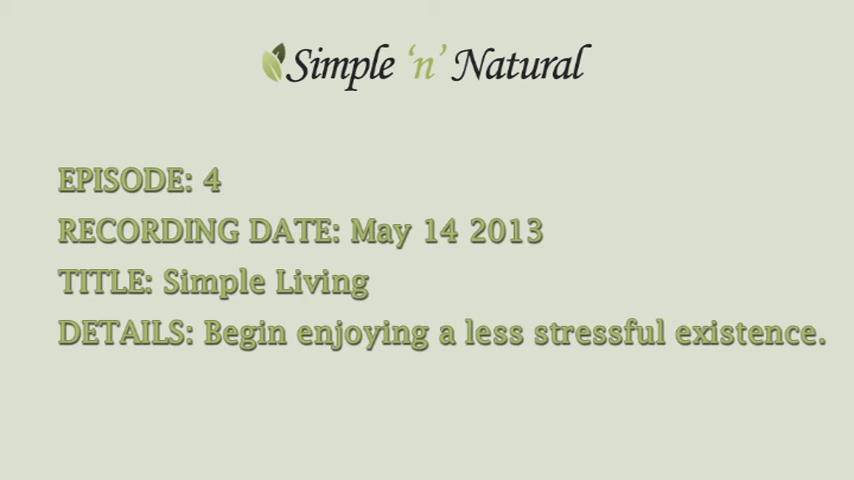 Simple ‘n’ Natural
EPISODE: 4
RECORDING DATE: May 14 2013
TITLE: Simple Living
DETAILS: Begin enjoying a less stressful existence.